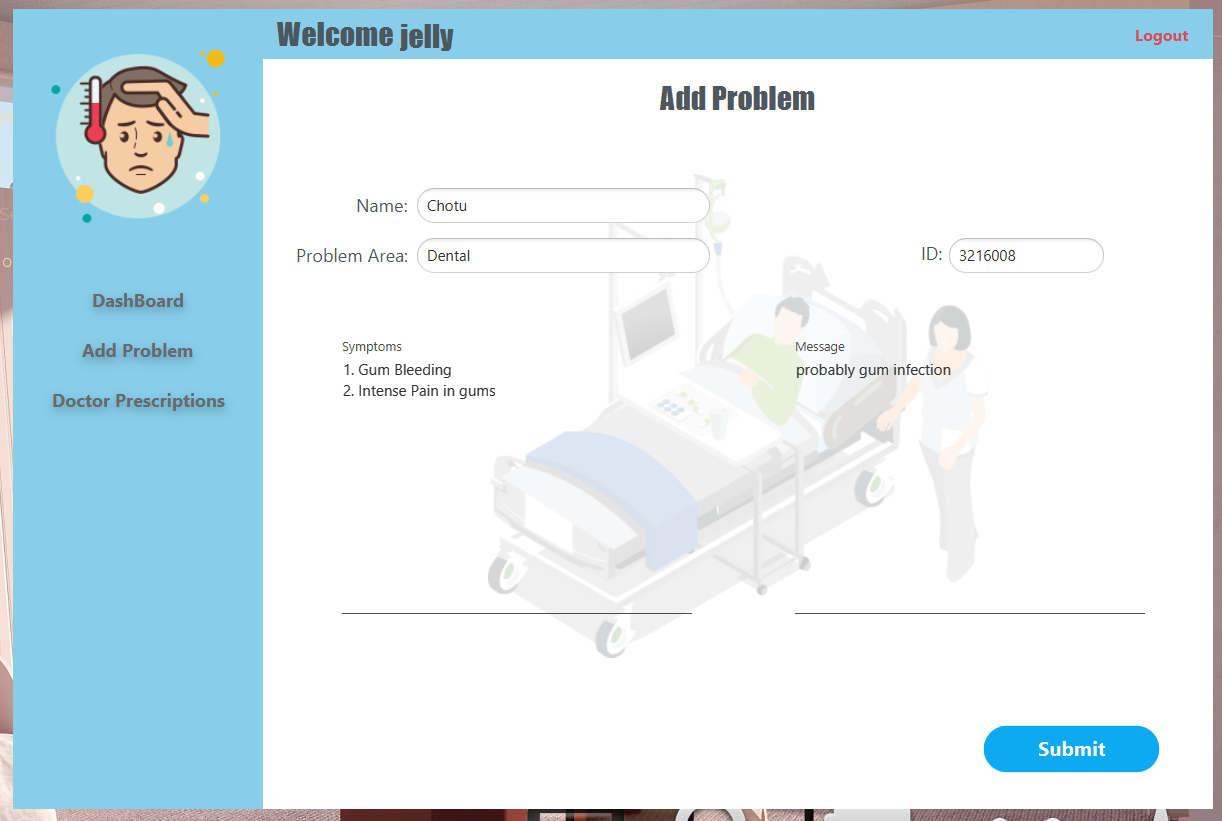 Welcome jelly
Logout
Add Problem
Name: Chotu
Problem Area: Dental
ID: 3216008
DashBoard
Add Problem
Doctor Prescriptions
Symptoms
1. Gum Bleeding
2. Intense Pain in gums
Message
probably gum infection
Submit